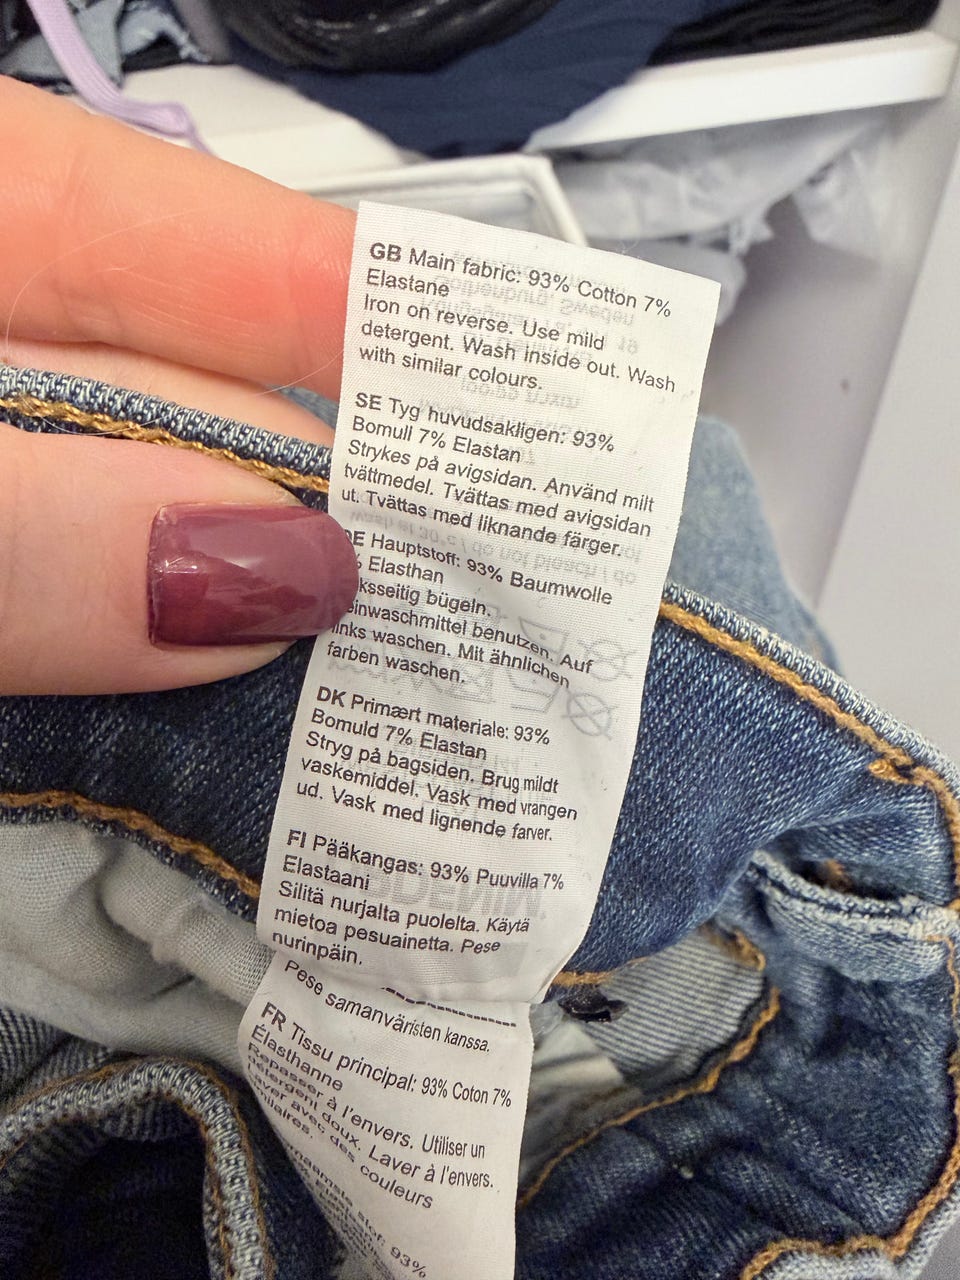 GB Main fabric: 93% Cotton 7%
Elastane
Iron on reverse. Use mild
detergent. Wash inside out. Wash
with similar colours.
SE Tyg huvudsakligen: 93%
Bomull 7% Elastan
Strykes på avigsidan. Använd milt
tvättmedel. Tvättas med avigsidan
ut. Tvättas med liknande färger.
E Hauptstoff: 93% Baumwolle
% Elasthan
ksseitig bügeln.
einwaschmittel benutzen. Auf
links waschen. Mit ähnlichen
farben waschen.
DK Primært materiale: 93%
Bomuld 7% Elastan
Stryg på bagsiden. Brug mildt
vaskemiddel. Vask med vrangen
ud. Vask med lignende farver.
FI Pääkangas: 93% Puuvilla 7%
Elastaani
Silitä nurjalta puolelta. Käytä
mietoa pesuainetta. Pese
nurinpäin.
Pese samanväristen kanssa.
FR Tissu principal: 93% Coton 7%
Élasthanne
Repasser à l'envers. Utiliser un
détergent doux. Laver à l'envers.
Laver avec des couleurs
milaires.
stof: 93%